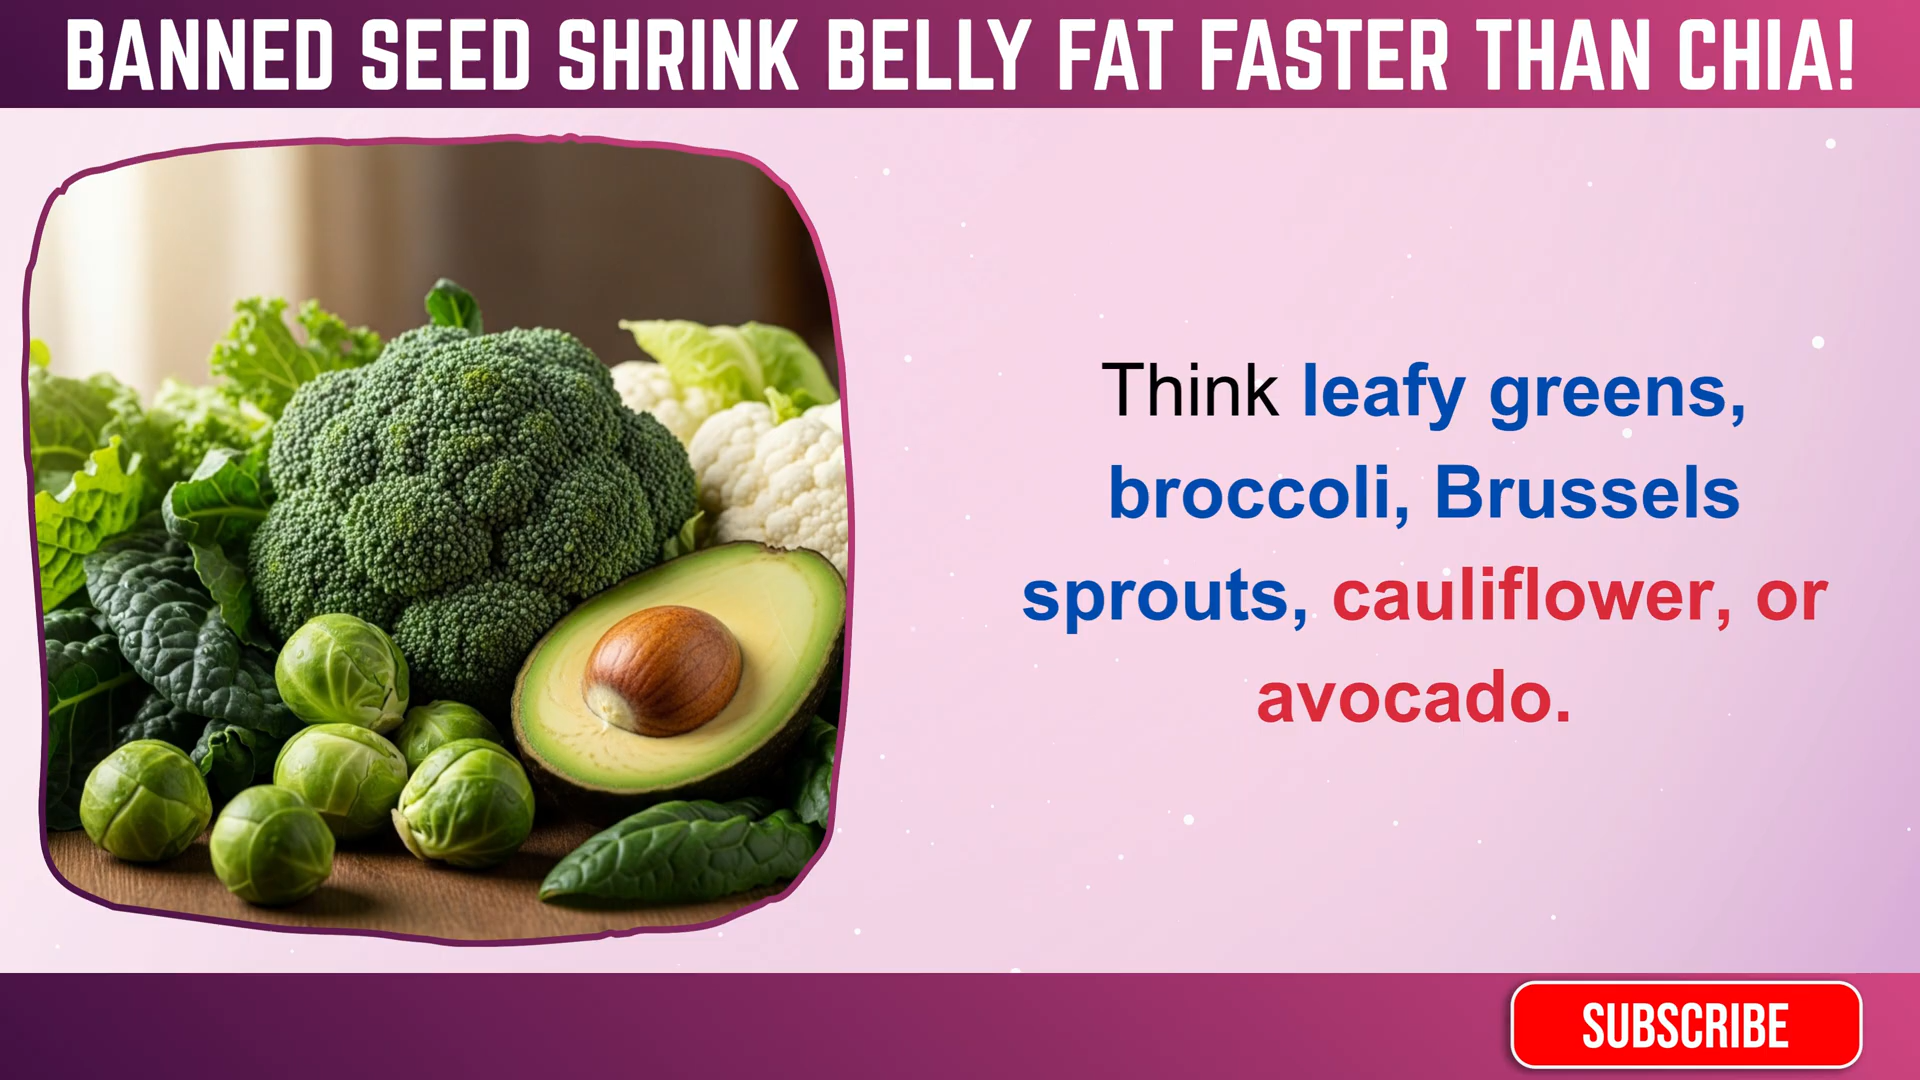 BANNED SEED SHRINK BELLY FAT FASTER THAN CHIA!
Think leafy greens,
broccoli, Brussels
sprouts, cauliflower, or
avocado.
SUBSCRIBE